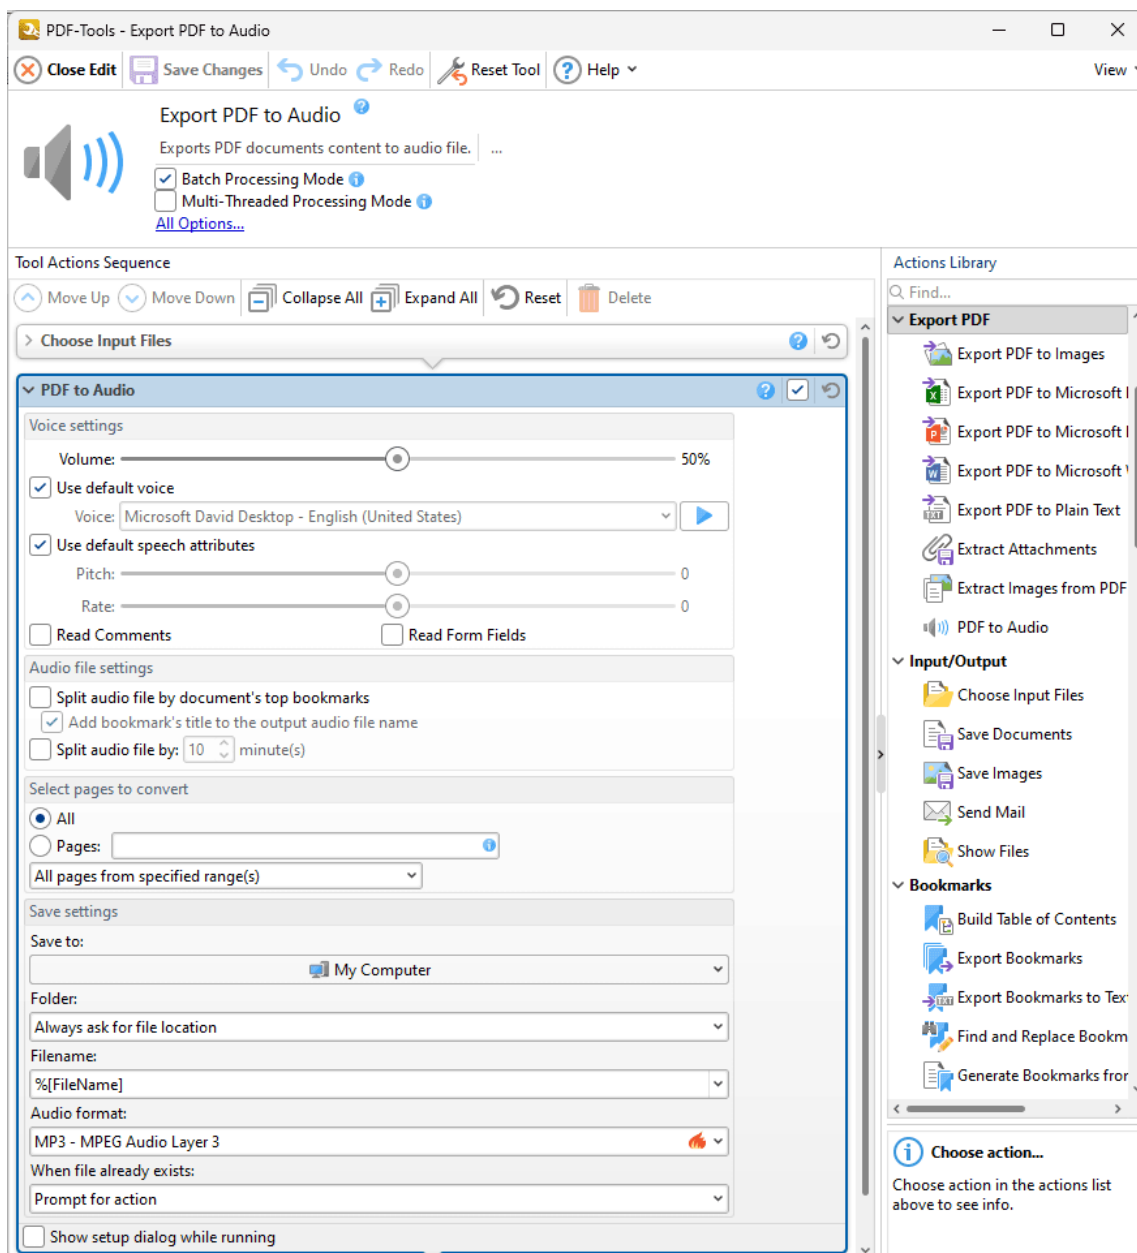 PDF-Tools - Export PDF to Audio
Close Edit Save Changes Undo Redo Reset Tool Help View
Export PDF to Audio
Exports PDF documents content to audio file. ...
Batch Processing Mode
Multi-Threaded Processing Mode
All Options...
Tool Actions Sequence
Move Up Move Down Collapse All Expand All Reset Delete
Choose Input Files
PDF to Audio
Voice settings
Volume: 50%
Use default voice
Voice: Microsoft David Desktop - English (United States)
Use default speech attributes
Pitch: 0
Rate: 0
Read Comments Read Form Fields
Audio file settings
Split audio file by document's top bookmarks
Add bookmark's title to the output audio file name
Split audio file by: 10 minute(s)
Select pages to convert
All
Pages:
All pages from specified range(s)
Save settings
Save to:
My Computer
Folder:
Always ask for file location
Filename:
%[FileName]
Audio format:
MP3 - MPEG Audio Layer 3
When file already exists:
Prompt for action
Show setup dialog while running
Actions Library
Find...
Export PDF
Export PDF to Images
Export PDF to Microsoft
Export PDF to Microsoft
Export PDF to Microsoft
Export PDF to Plain Text
Extract Attachments
Extract Images from PDF
PDF to Audio
Input/Output
Choose Input Files
Save Documents
Save Images
Send Mail
Show Files
Bookmarks
Build Table of Contents
Export Bookmarks
Export Bookmarks to Tex
Find and Replace Bookm
Generate Bookmarks fror
Choose action...
Choose action in the actions list
above to see info.